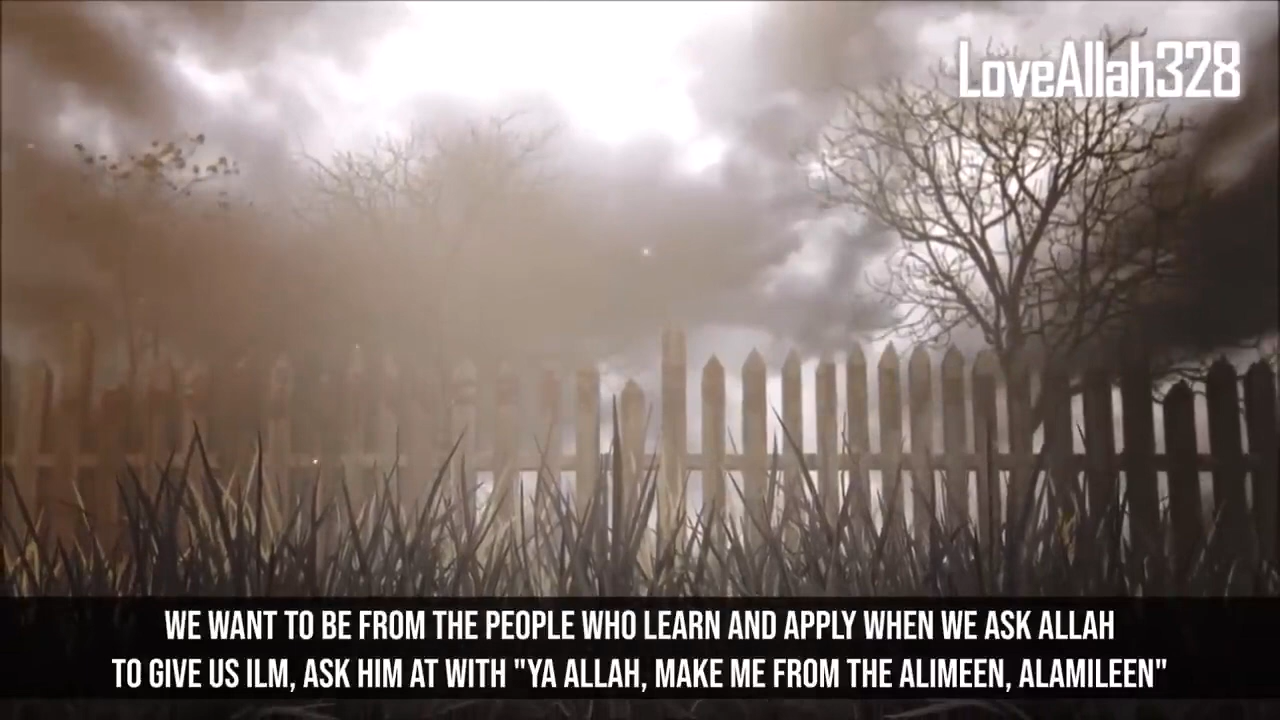 LoveAllah328
WE WANT TO BE FROM THE PEOPLE WHO LEARN AND APPLY WHEN WE ASK ALLAH
TO GIVE US ILM, ASK HIM AT WITH "YA ALLAH, MAKE ME FROM THE ALIMEEN, ALAMILEEN"